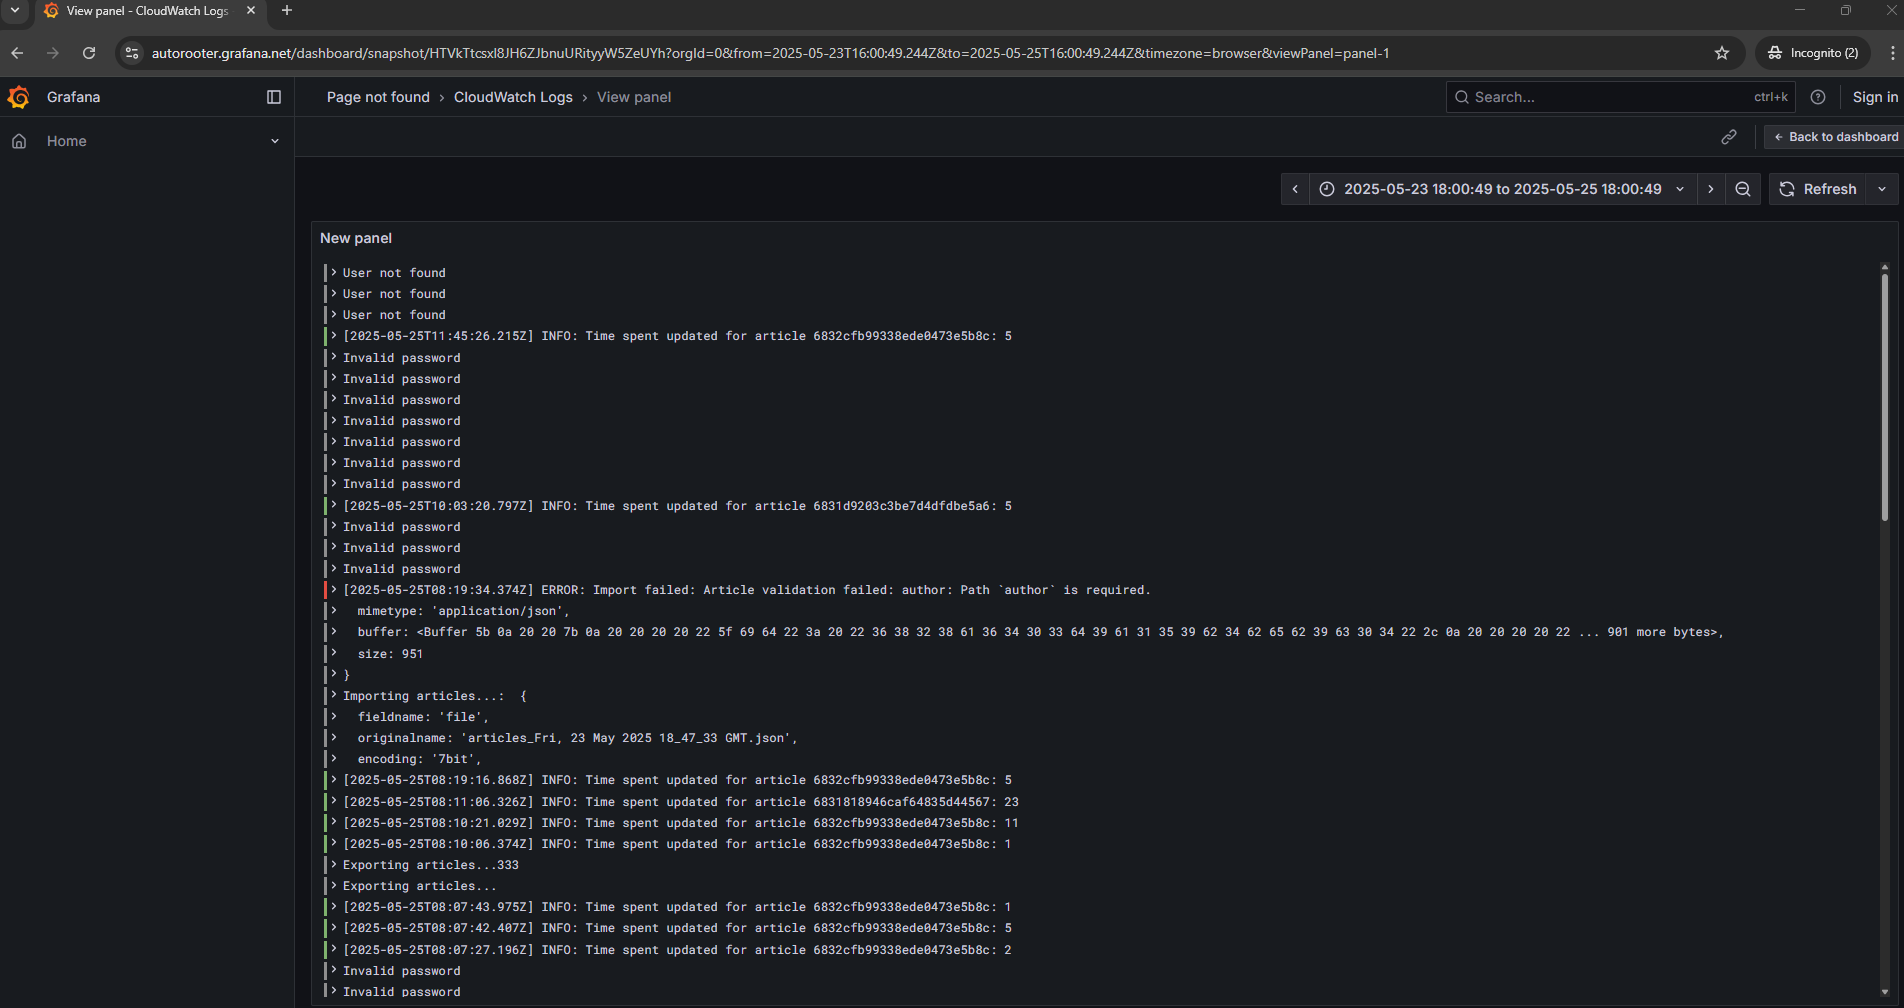 View panel - CloudWatch Logs
autorooter.grafana.net/dashboard/snapshot/HTVkTtcsxl8JH6ZJbnuURityyW5ZeUYh?orgId=0&from=2025-05-23T16:00:49.244Z&to=2025-05-25T16:00:49.244Z&timezone=browser&viewPanel=panel-1
Incognito (2)
Grafana
Page not found › CloudWatch Logs › View panel
Search... ctrl+k
Sign in
Home
Back to dashboard
2025-05-23 18:00:49 to 2025-05-25 18:00:49
Refresh
New panel
User not found
User not found
User not found
[2025-05-25T11:45:26.215Z] INFO: Time spent updated for article 6832cfb99338ede0473e5b8c: 5
Invalid password
Invalid password
Invalid password
Invalid password
Invalid password
Invalid password
Invalid password
[2025-05-25T10:03:20.797Z] INFO: Time spent updated for article 6831d9203c3be7d4dfdbe5a6: 5
Invalid password
Invalid password
Invalid password
[2025-05-25T08:19:34.374Z] ERROR: Import failed: Article validation failed: author: Path `author` is required.
mimetype: 'application/json',
buffer: <Buffer 5b 0a 20 20 7b 0a 20 20 20 20 22 5f 69 64 22 3a 20 22 36 38 32 38 61 36 34 30 33 64 39 61 31 35 39 62 34 62 65 62 39 63 30 34 22 2c 0a 20 20 20 20 22 ... 901 more bytes>,
size: 951
}
Importing articles...: {
fieldname: 'file',
originalname: 'articles_Fri, 23 May 2025 18_47_33 GMT.json',
encoding: '7bit',
[2025-05-25T08:19:16.868Z] INFO: Time spent updated for article 6832cfb99338ede0473e5b8c: 5
[2025-05-25T08:11:06.326Z] INFO: Time spent updated for article 6831818946caf64835d44567: 23
[2025-05-25T08:10:21.029Z] INFO: Time spent updated for article 6832cfb99338ede0473e5b8c: 11
[2025-05-25T08:10:06.374Z] INFO: Time spent updated for article 6832cfb99338ede0473e5b8c: 1
Exporting articles...333
Exporting articles...
[2025-05-25T08:07:43.975Z] INFO: Time spent updated for article 6832cfb99338ede0473e5b8c: 1
[2025-05-25T08:07:42.407Z] INFO: Time spent updated for article 6832cfb99338ede0473e5b8c: 5
[2025-05-25T08:07:27.196Z] INFO: Time spent updated for article 6832cfb99338ede0473e5b8c: 2
Invalid password
Invalid password